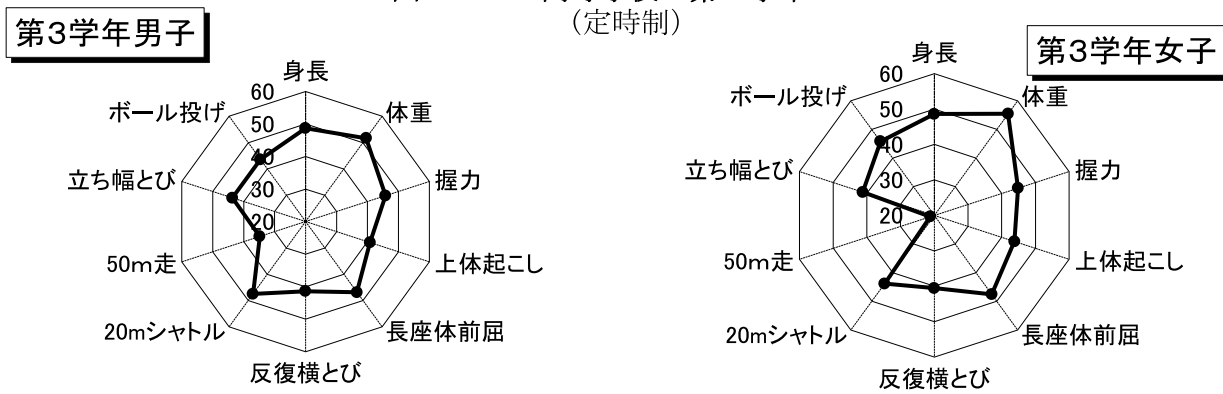 (定時制)
第3学年男子
身長
体重
握力
上体起こし
長座体前屈
反復横とび
20mシャトル
50m走
立ち幅とび
ボール投げ
60
50
40
30
20
第3学年女子
身長
体重
握力
上体起こし
長座体前屈
反復横とび
20mシャトル
50m走
立ち幅とび
ボール投げ
60
50
40
30
20